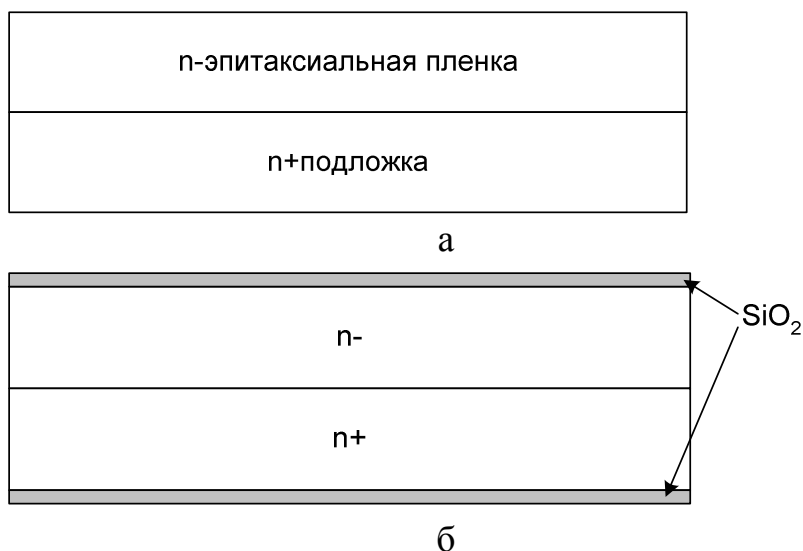 n-эпитаксиальная пленка
n+подложка
а
n-
SiO2
n+
б